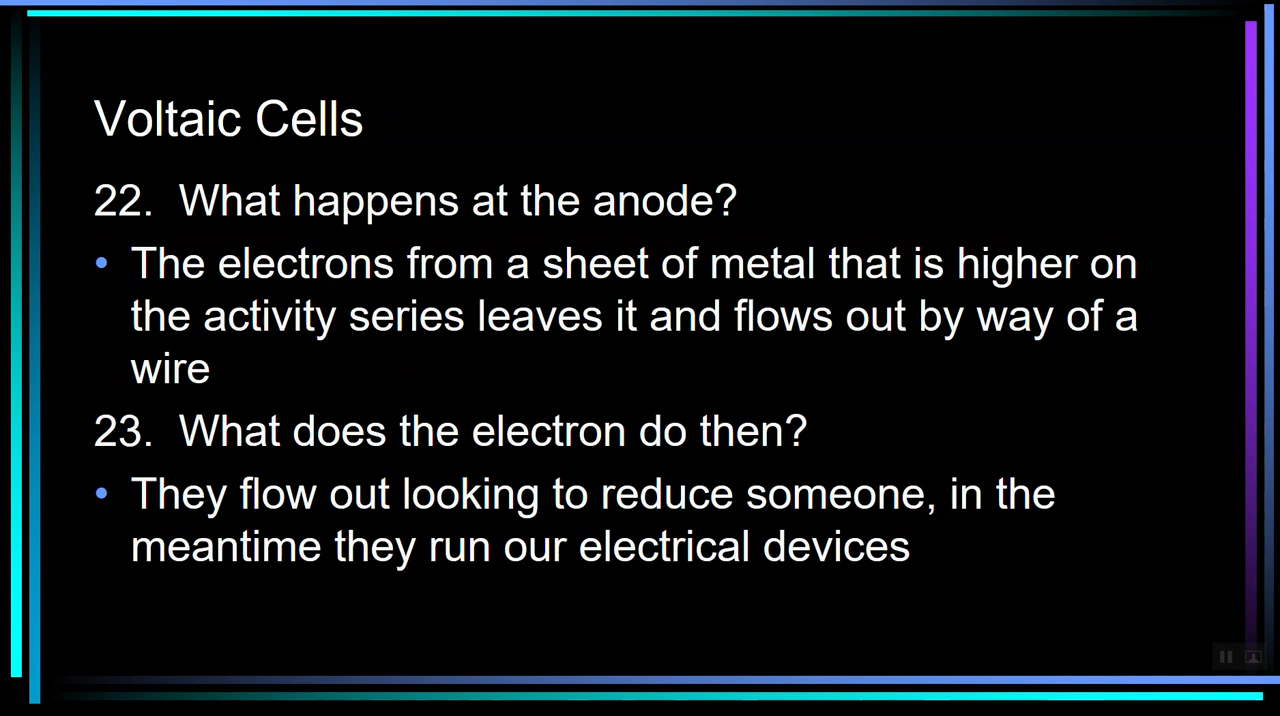 Voltaic Cells
22. What happens at the anode?
• The electrons from a sheet of metal that is higher on
the activity series leaves it and flows out by way of a
wire
23. What does the electron do then?
• They flow out looking to reduce someone, in the
meantime they run our electrical devices